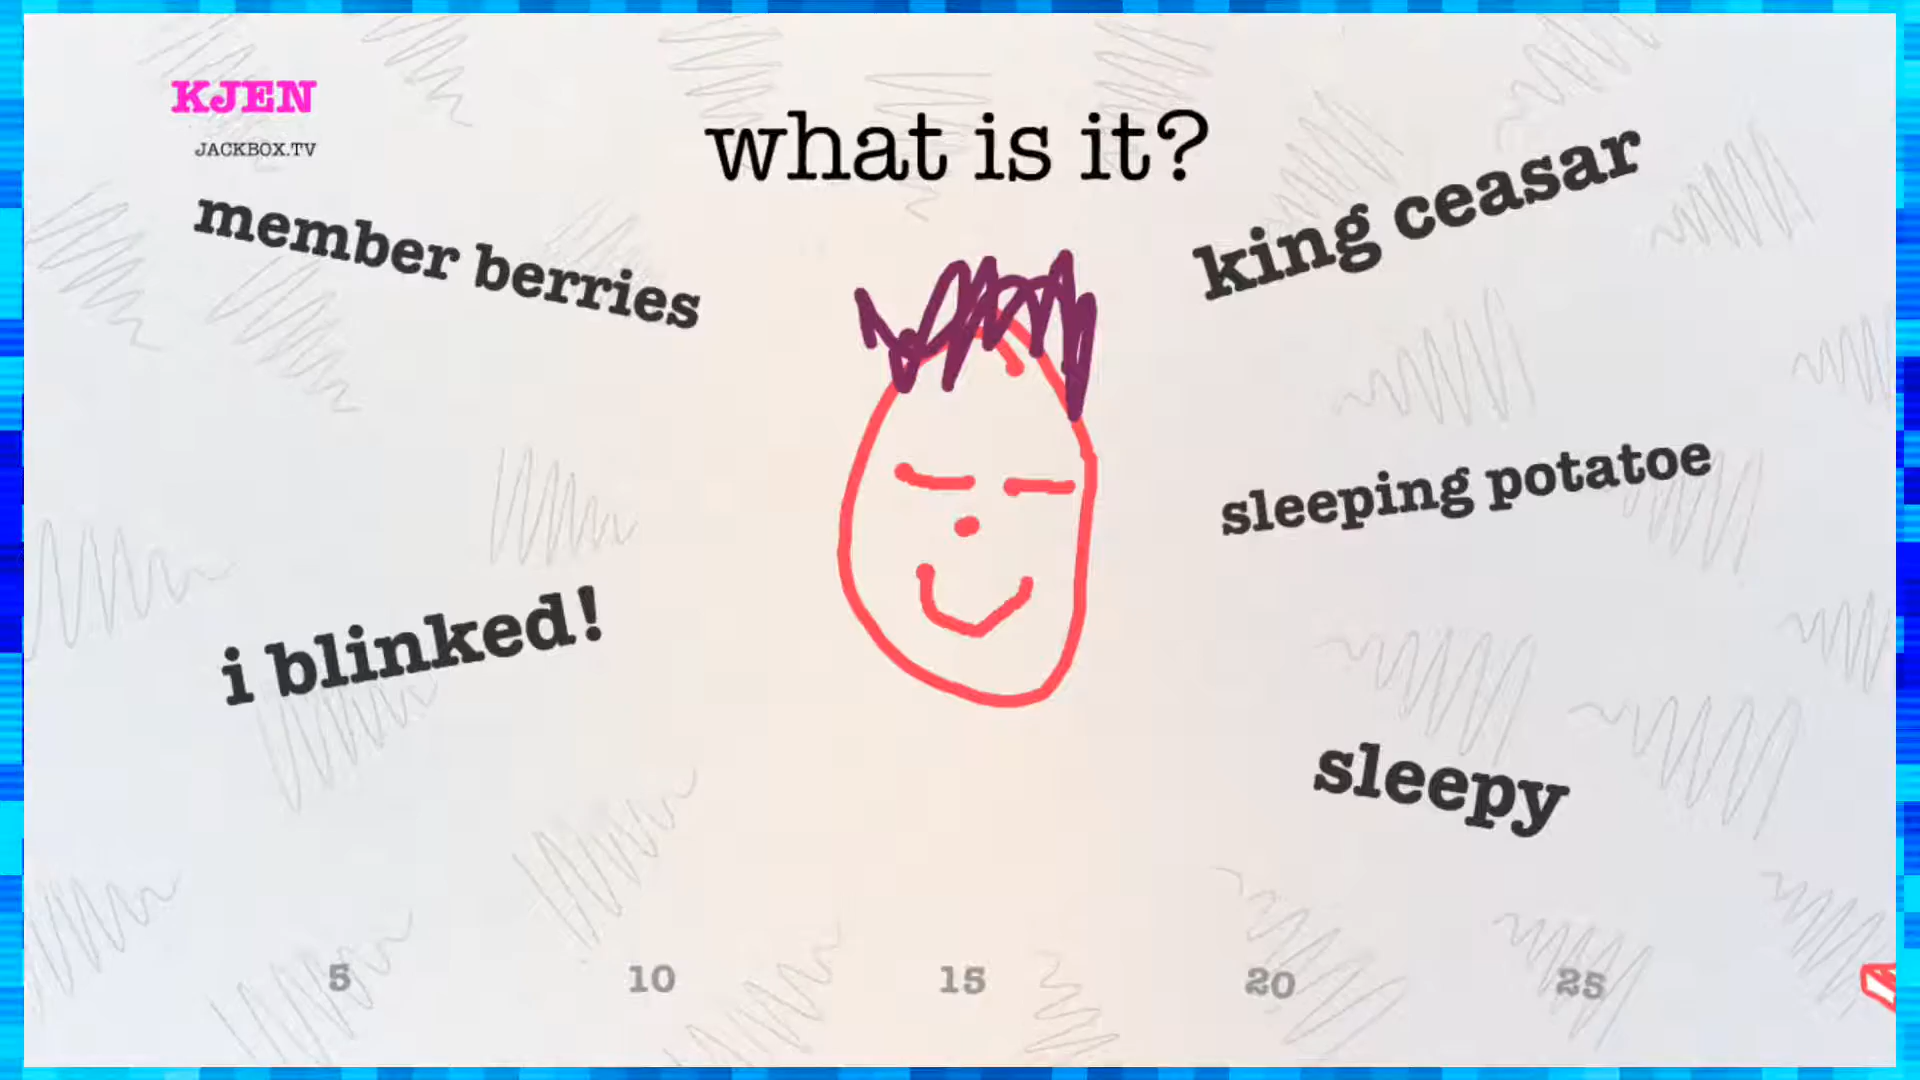 KJEN
JACKBOX.TV
what is it?
member berries
king ceasar
sleeping potatoe
i blinked!
sleepy
5 10 15 20 25